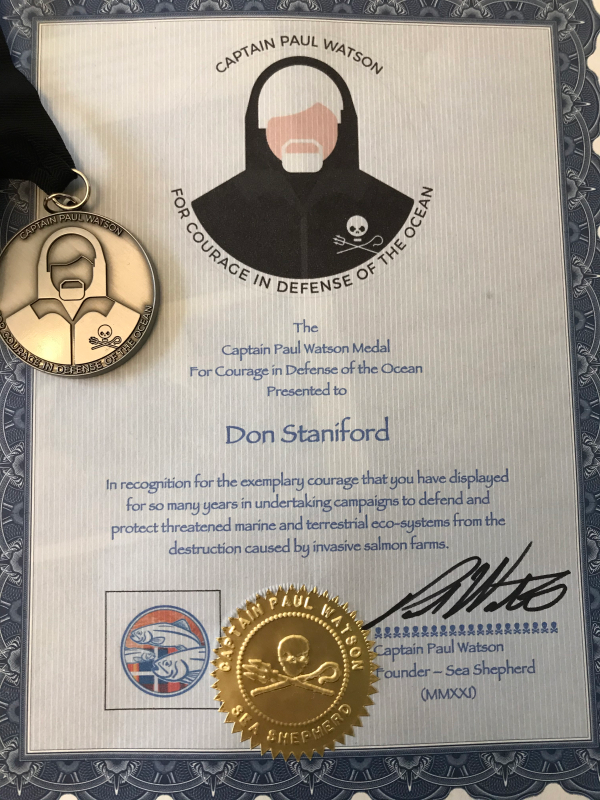 CAPTAIN PAUL WATSON
FOR COURAGE IN DEFENSE OF THE OCEAN
CAPTAIN PAUL WATSON
FOR COURAGE IN DEFENSE OF THE OCEAN
The
Captain Paul Watson Medal
For Courage in Defense of the Ocean
Presented to
Don Staniford
In recognition for the exemplary courage that you have displayed
for so many years in undertaking campaigns to defend and
protect threatened marine and terrestrial eco-systems from the
destruction caused by invasive salmon farms.
CAPTAIN PAUL WATSON
SEA SHEPHERD
Captain Paul Watson
Founder – Sea Shepherd
(MMXXI)